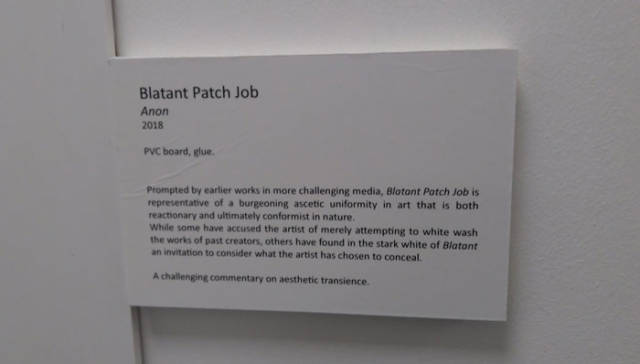 Blatant Patch Job
Anon
2018
PVC board, glue.
Prompted by earlier works in more challenging media, Blatant Patch Job is
representative of a burgeoning ascetic uniformity in art that is both
reactionary and ultimately conformist in nature.
While some have accused the artist of merely attempting to white wash
the works of past creators, others have found in the stark white of Blatant
an invitation to consider what the artist has chosen to conceal.
A challenging commentary on aesthetic transience.